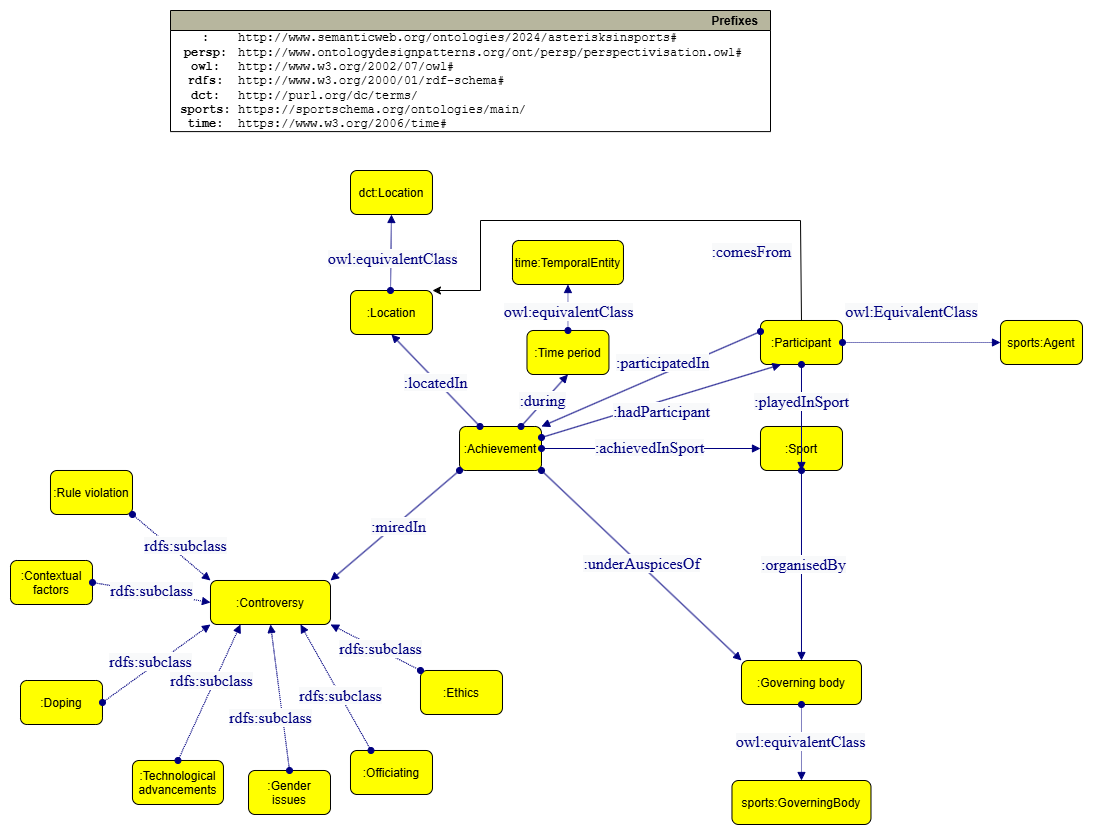 Prefixes
: http://www.semanticweb.org/ontologies/2024/asterisksinsports#
persp: http://www.ontologydesignpatterns.org/ont/persp/perspectivisation.owl#
owl: http://www.w3.org/2002/07/owl#
rdfs: http://www.w3.org/2000/01/rdf-schema#
dct: http://purl.org/dc/terms/
sports: https://sportschema.org/ontologies/main/
time: https://www.w3.org/2006/time#
dct:Location
:comesFrom
owl:equivalentClass
time:TemporalEntity
:Location
owl:equivalentClass
owl:EquivalentClass
:Participant
sports:Agent
:Time period
:participatedIn
:locatedIn
:during
:hadParticipant
:playedInSport
:Achievement
:achievedInSport
:Sport
:Rule violation
:miredIn
rdfs:subclass
:underAuspicesOf
:organisedBy
:Contextual
factors
rdfs:subclass
:Controversy
rdfs:subclass
rdfs:subclass
rdfs:subclass
rdfs:subclass
rdfs:subclass
:Governing body
:Ethics
:Doping
owl:equivalentClass
:Technological
advancements
:Gender
issues
:Officiating
sports:GoverningBody